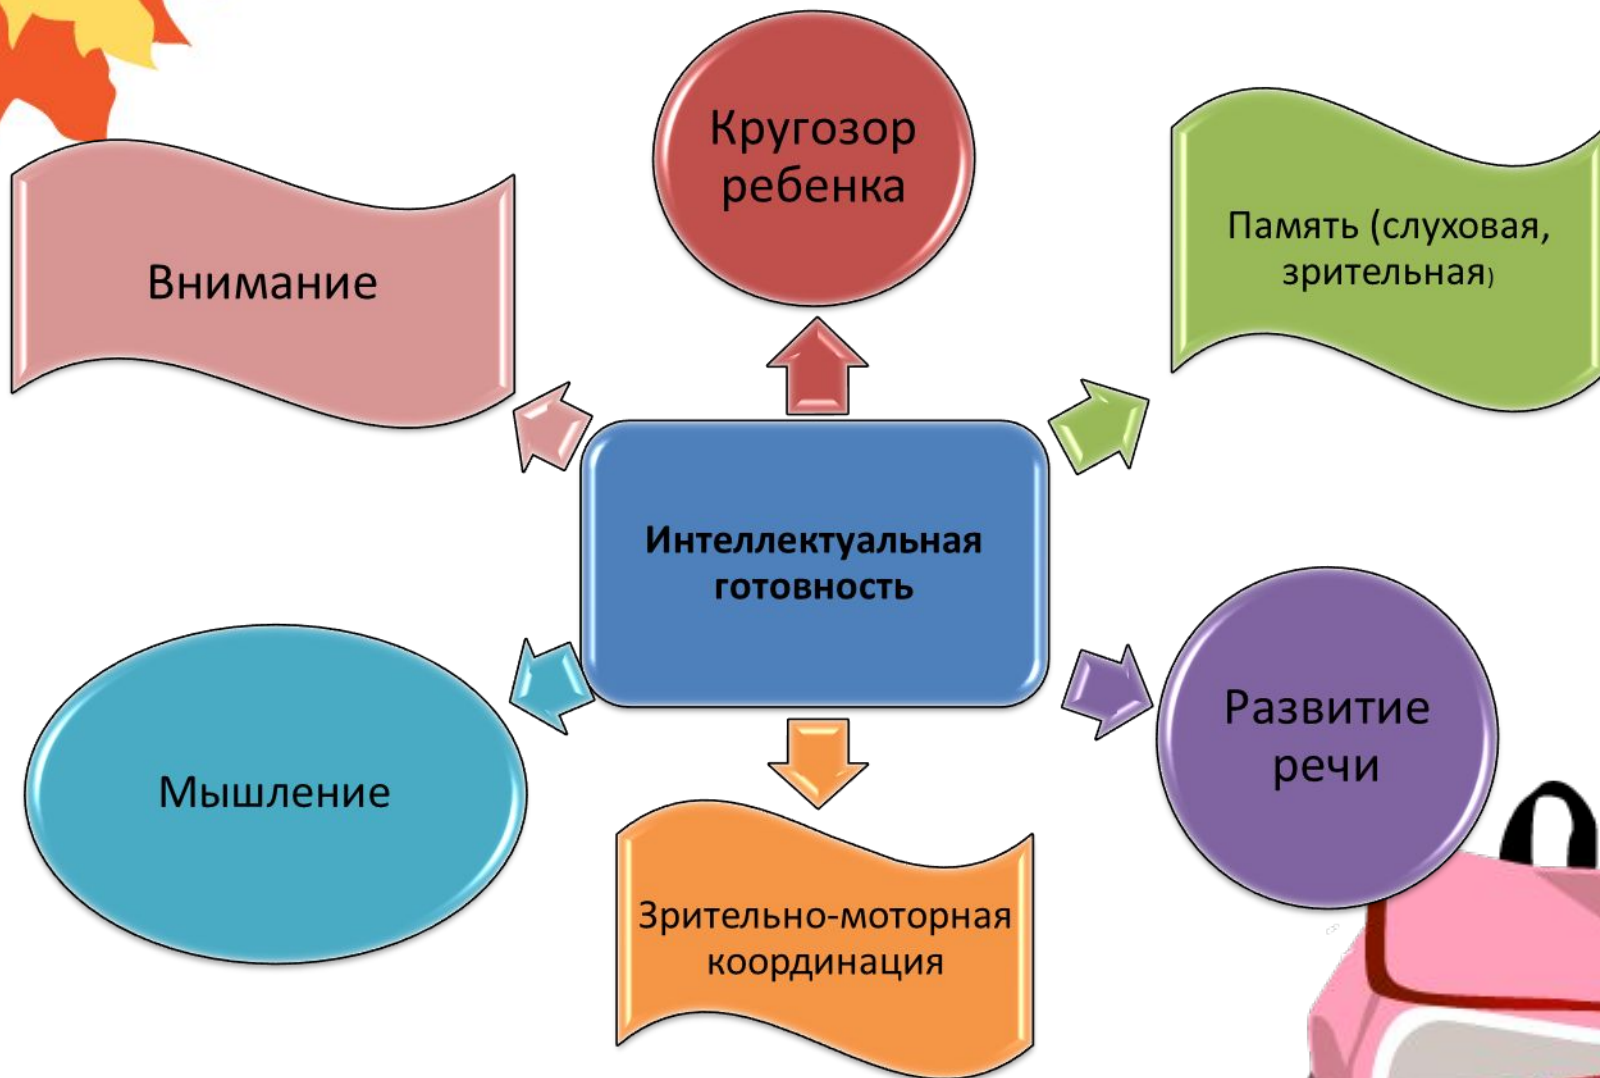 Кругозор
ребенка
Внимание
Память (слуховая,
зрительная)
Интеллектуальная
готовность
Мышление
Развитие
речи
Зрительно-моторная
координация